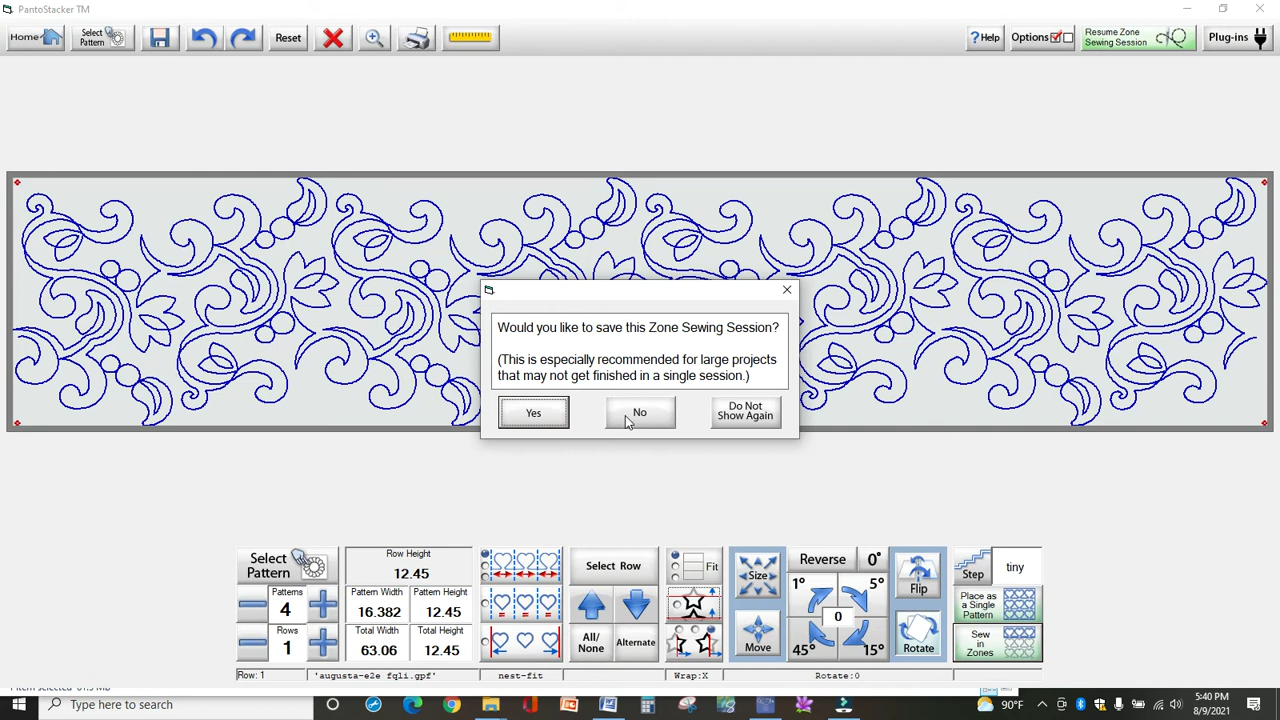 PantoStacker TM
Home
Select
Pattern
Reset
?Help
Options
Resume Zone
Sewing Session
Plug-ins
Would you like to save this Zone Sewing Session?
(This is especially recommended for large projects
that may not get finished in a single session.)
Yes
No
Do Not
Show Again
Select
Pattern
Patterns
4
Rows
1
Row Height
12.45
Pattern Width
16.382
Pattern Height
12.45
Total Width
63.06
Total Height
12.45
Select Row
All/
None
Alternate
Fit
Size
Move
Reverse
0°
1°
5°
0
45°
15°
Flip
Rotate
Step
tiny
Place as
a Single
Pattern
Sew
in
Zones
Row: 1
'augusta-e2e fqli.gpf'
nest-fit
Wrap:X
Rotate:0
Type here to search
90°F
5:40 PM
8/9/2021